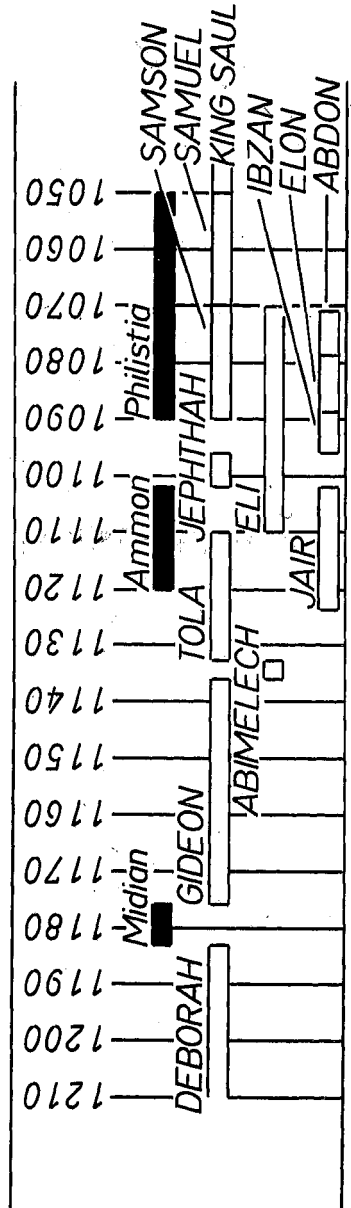 1210 1200 1190 1180 1170 1160 1150 1140 1130 1120 1110 1100 1090 1080 1070 1060 1050
Midian Ammon Philistia
DEBORAH GIDEON TOLA JEPHTHAH SAMSON
SAMUEL
KING SAUL
ABIMELECH ELI
IBZAN
ELON
JAIR ABDON